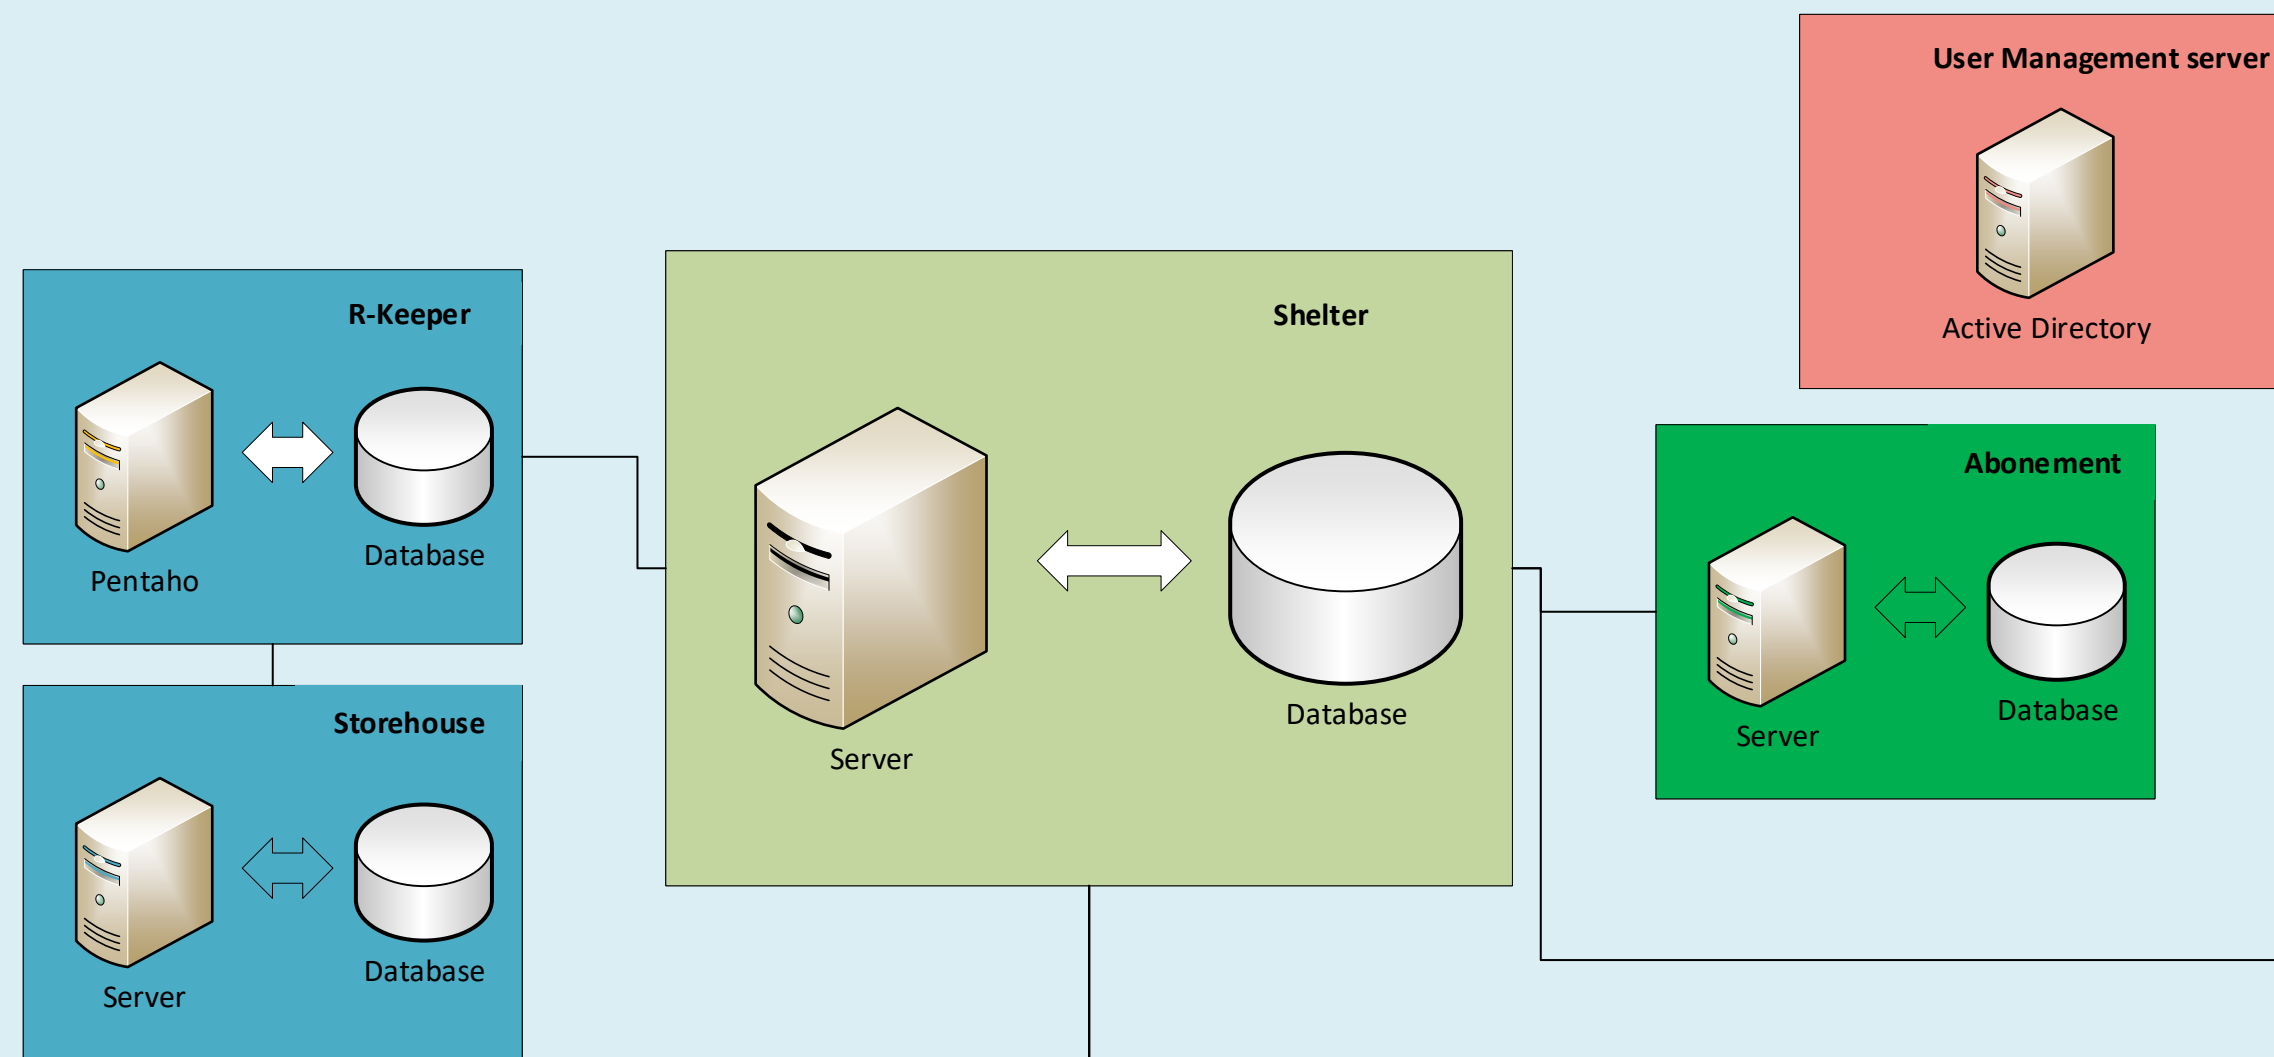 User Management server
Active Directory
R-Keeper
Pentaho
Database
Shelter
Server
Database
Abonement
Server
Database
Storehouse
Server
Database